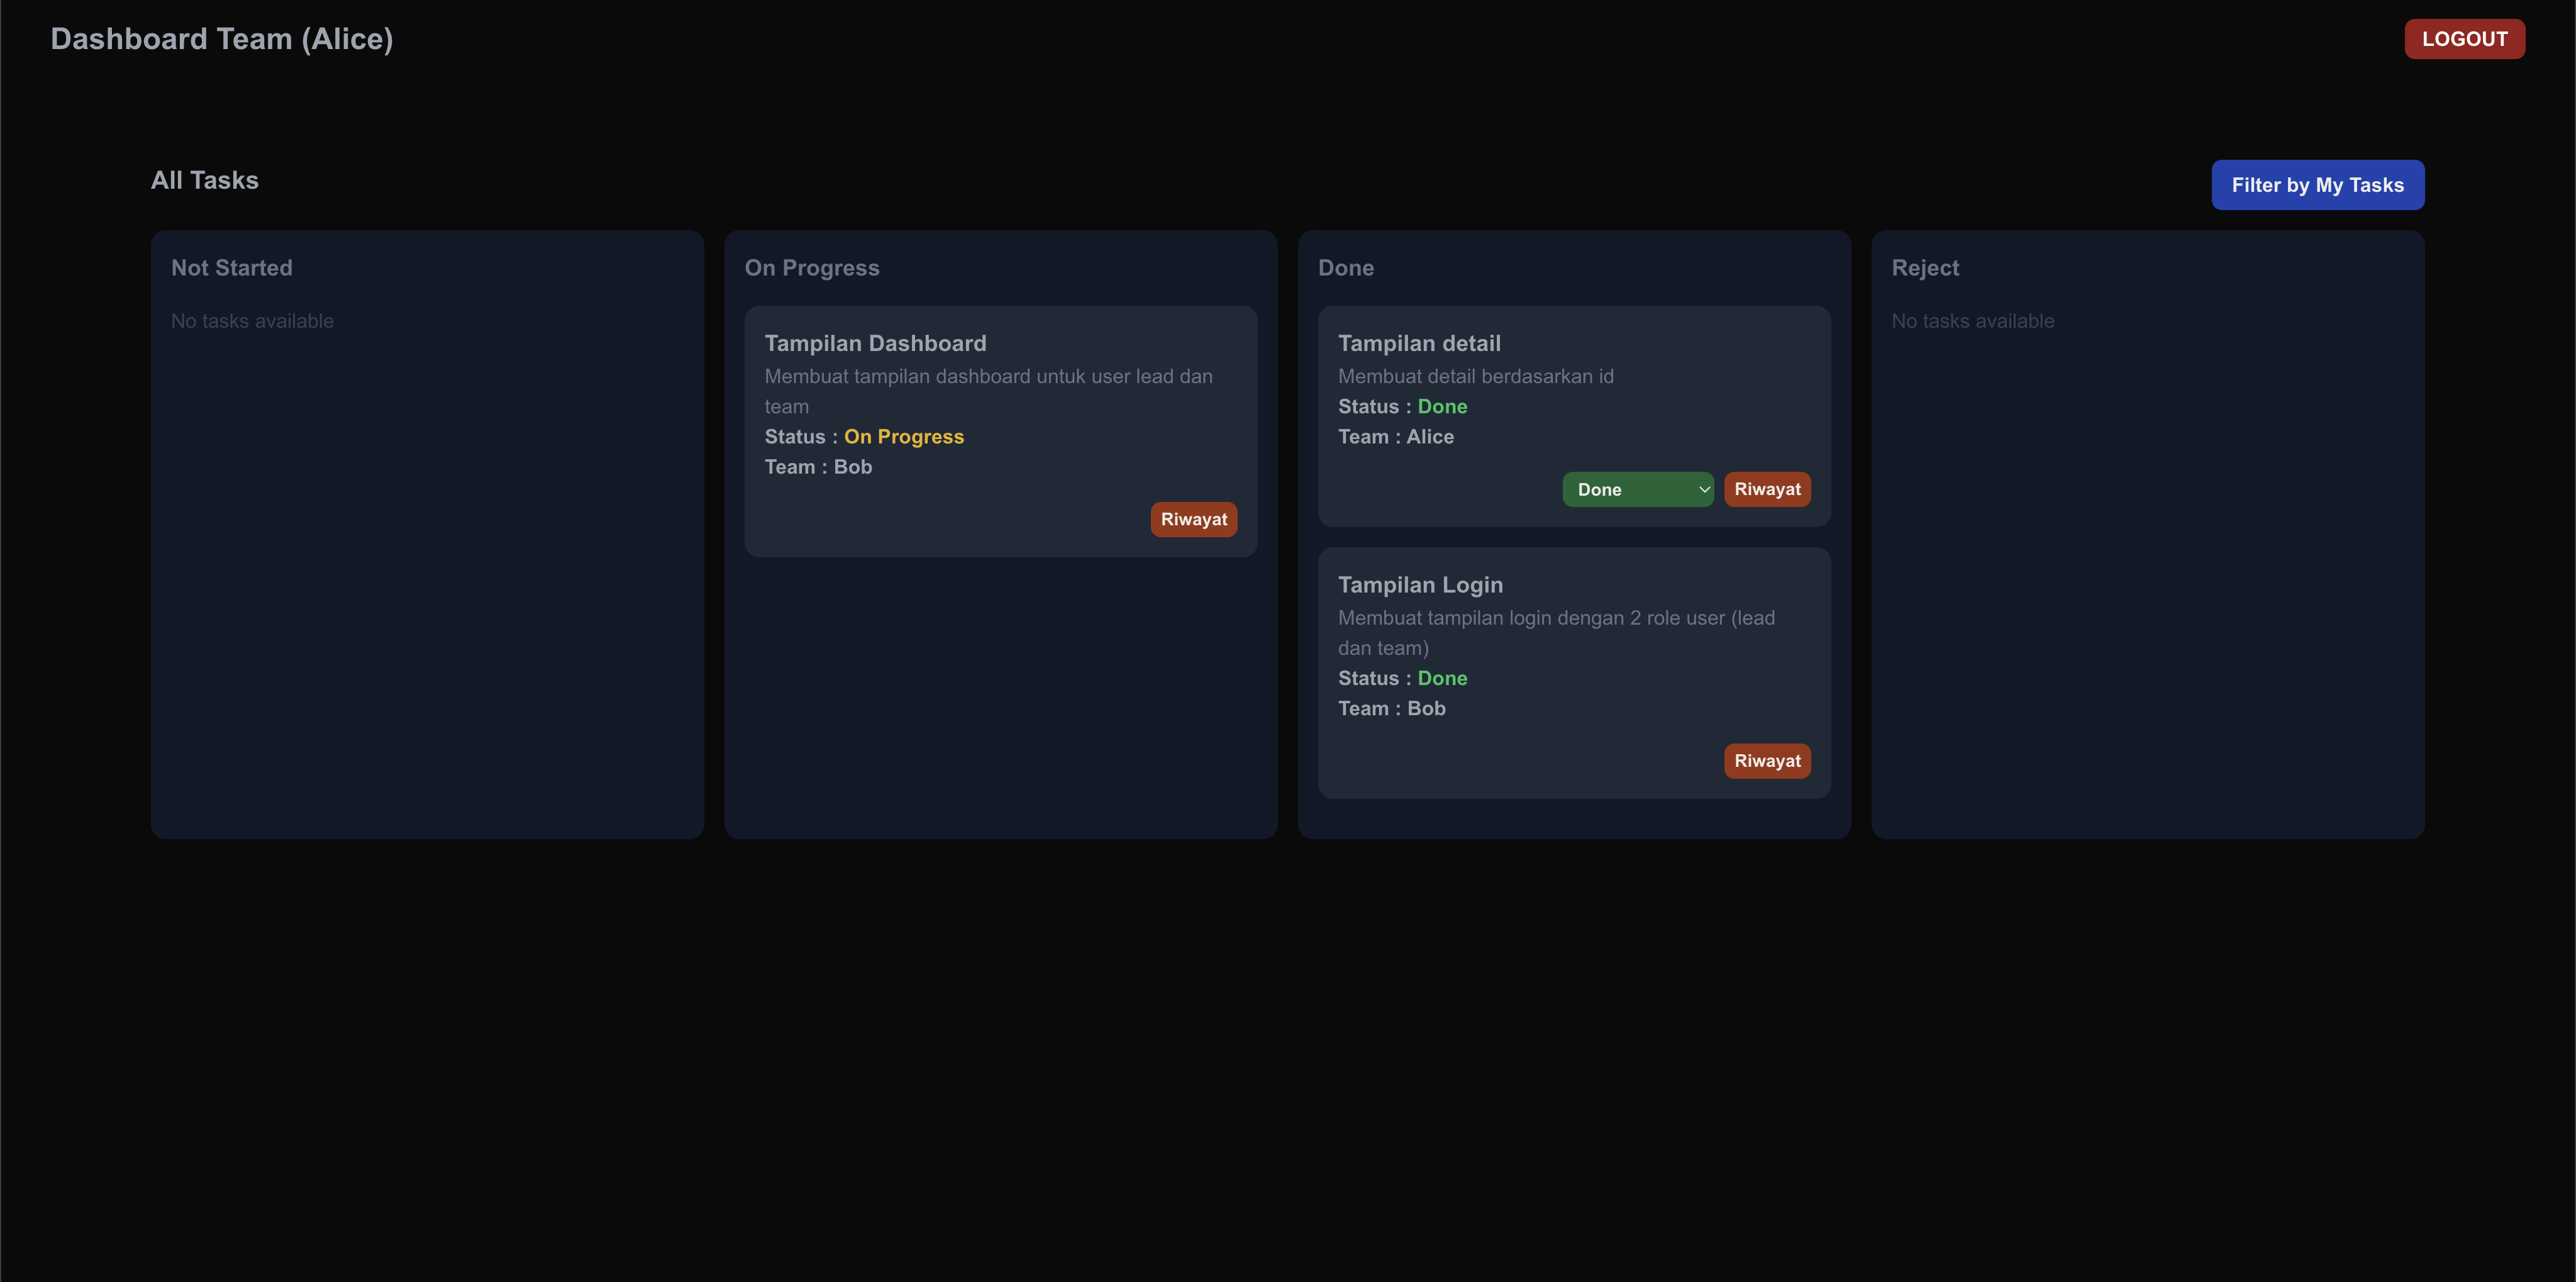 Dashboard Team (Alice)
LOGOUT
All Tasks
Filter by My Tasks
Not Started
No tasks available
On Progress
Tampilan Dashboard
Membuat tampilan dashboard untuk user lead dan
team
Status : On Progress
Team : Bob
Riwayat
Done
Tampilan detail
Membuat detail berdasarkan id
Status : Done
Team : Alice
Done
Riwayat
Tampilan Login
Membuat tampilan login dengan 2 role user (lead
dan team)
Status : Done
Team : Bob
Riwayat
Reject
No tasks available